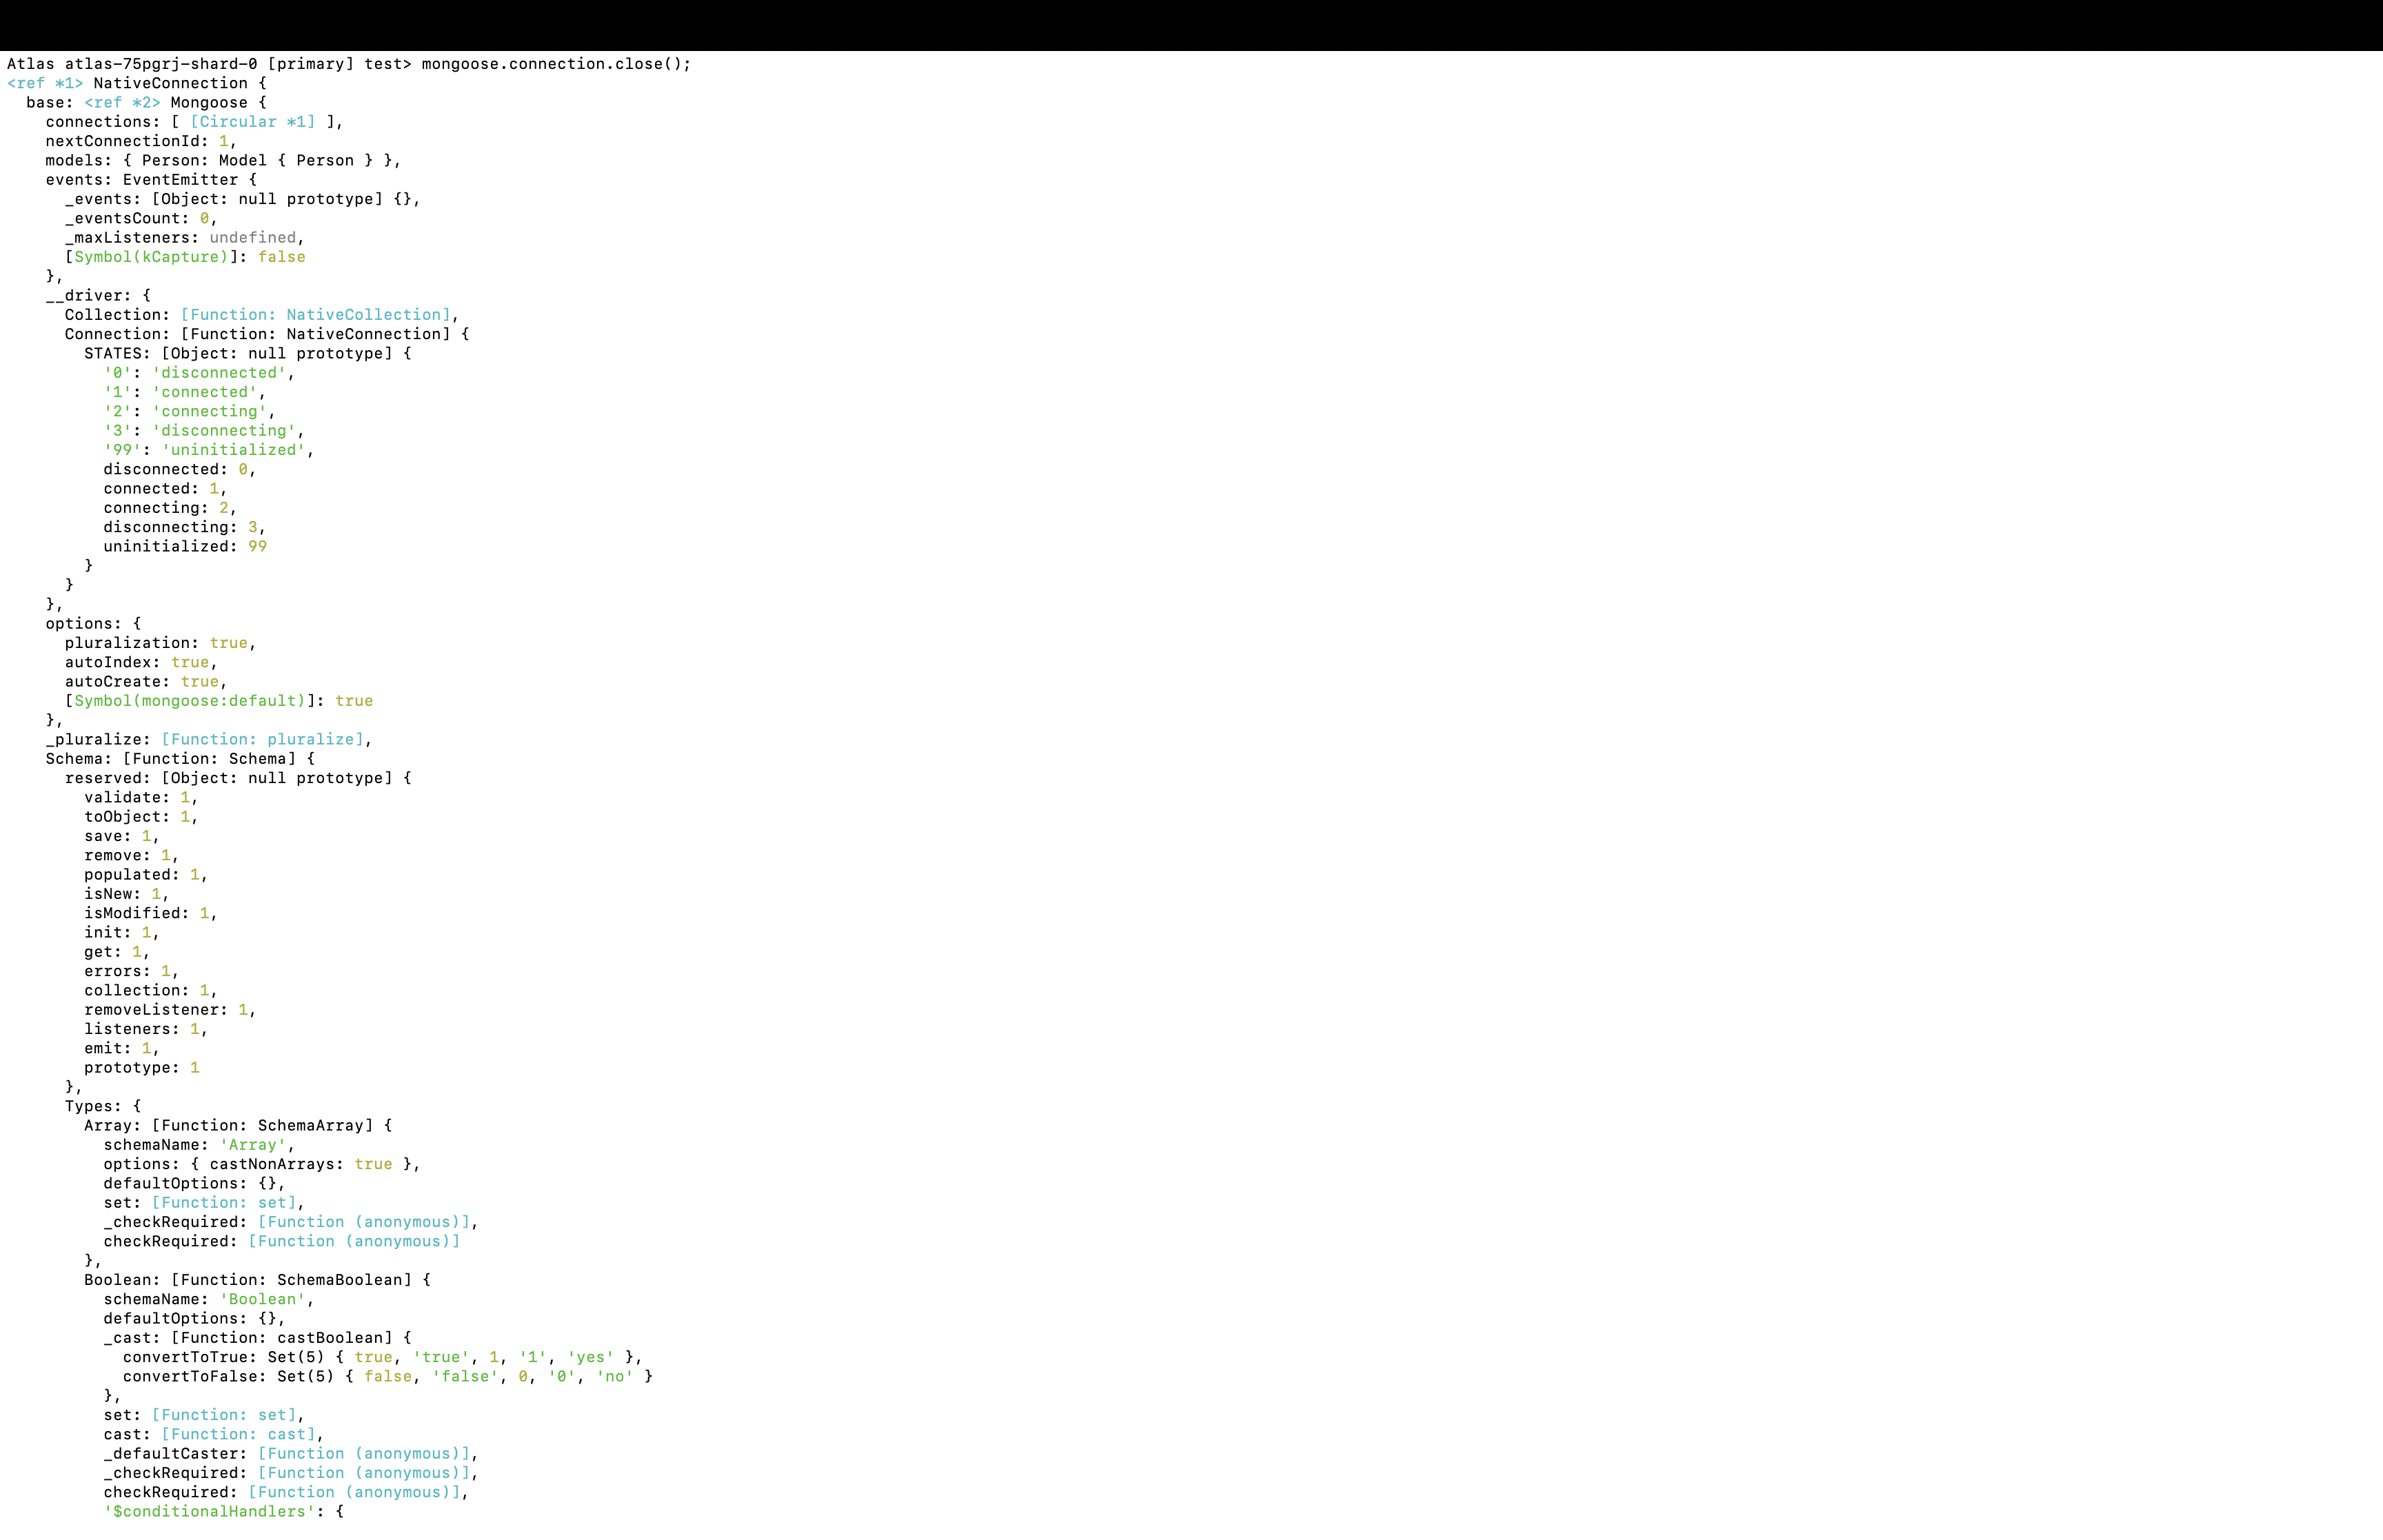 Atlas atlas-75pgrj-shard-0 [primary] test> mongoose.connection.close();
<ref *1> NativeConnection {
  base: <ref *2> Mongoose {
    connections: [ [Circular *1] ],
    nextConnectionId: 1,
    models: { Person: Model { Person } },
    events: EventEmitter {
      _events: [Object: null prototype] {},
      _eventsCount: 0,
      _maxListeners: undefined,
      [Symbol(kCapture)]: false
    },
    __driver: {
      Collection: [Function: NativeCollection],
      Connection: [Function: NativeConnection] {
        STATES: [Object: null prototype] {
          '0': 'disconnected',
          '1': 'connected',
          '2': 'connecting',
          '3': 'disconnecting',
          '99': 'uninitialized',
          disconnected: 0,
          connected: 1,
          connecting: 2,
          disconnecting: 3,
          uninitialized: 99
        }
      }
    },
    options: {
      pluralization: true,
      autoIndex: true,
      autoCreate: true,
      [Symbol(mongoose:default)]: true
    },
    _pluralize: [Function: pluralize],
    Schema: [Function: Schema] {
      reserved: [Object: null prototype] {
        validate: 1,
        toObject: 1,
        save: 1,
        remove: 1,
        populated: 1,
        isNew: 1,
        isModified: 1,
        init: 1,
        get: 1,
        errors: 1,
        collection: 1,
        removeListener: 1,
        listeners: 1,
        emit: 1,
        prototype: 1
      },
      Types: {
        Array: [Function: SchemaArray] {
          schemaName: 'Array',
          options: { castNonArrays: true },
          defaultOptions: {},
          set: [Function: set],
          _checkRequired: [Function (anonymous)],
          checkRequired: [Function (anonymous)]
        },
        Boolean: [Function: SchemaBoolean] {
          schemaName: 'Boolean',
          defaultOptions: {},
          _cast: [Function: castBoolean] {
            convertToTrue: Set(5) { true, 'true', 1, '1', 'yes' },
            convertToFalse: Set(5) { false, 'false', 0, '0', 'no' }
          },
          set: [Function: set],
          cast: [Function: cast],
          _defaultCaster: [Function (anonymous)],
          _checkRequired: [Function (anonymous)],
          checkRequired: [Function (anonymous)],
          '$conditionalHandlers': {